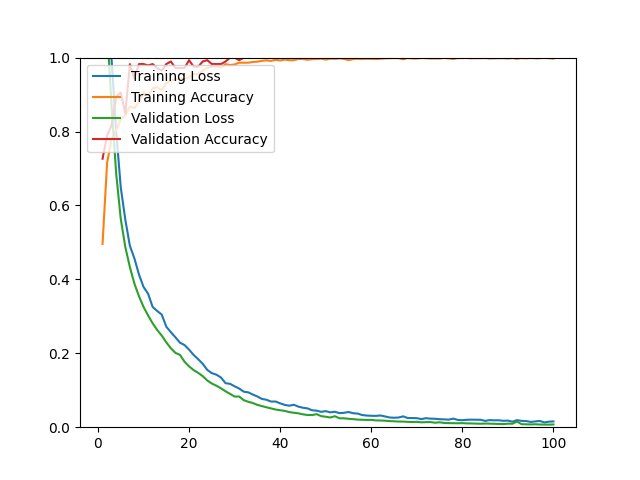 1.0
0.8
0.6
0.4
0.2
0.0
Training Loss
Training Accuracy
Validation Loss
Validation Accuracy
0 20 40 60 80 100